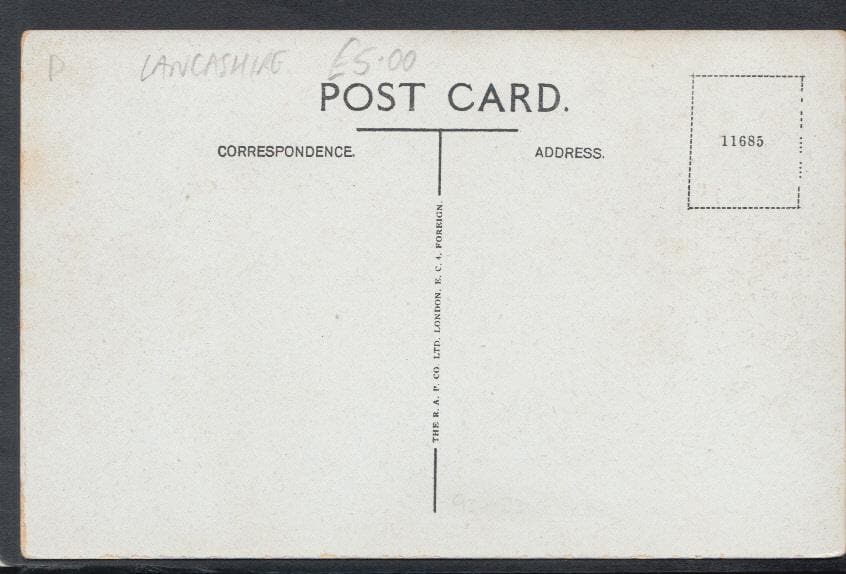 D LANCASHIRE £5.00
POST CARD.
CORRESPONDENCE.
ADDRESS.
11685
THE R. A. P. CO. LTD. LONDON. E. C. 4. FOREIGN.